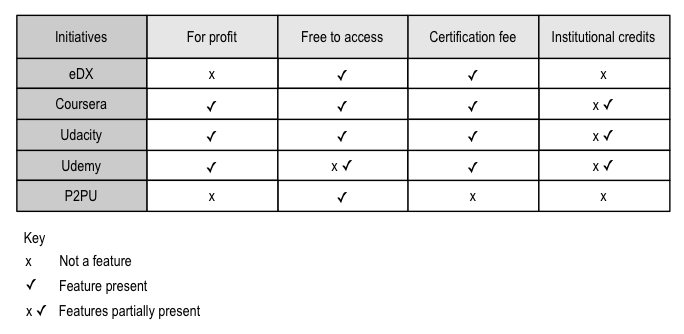 Initiatives For profit Free to access Certification fee Institutional credits
eDX x ✓ ✓ x
Coursera ✓ ✓ ✓ x ✓
Udacity ✓ ✓ ✓ x ✓
Udemy ✓ x ✓ ✓ x ✓
P2PU x ✓ x x
Key
x Not a feature
✓ Feature present
x ✓ Features partially present